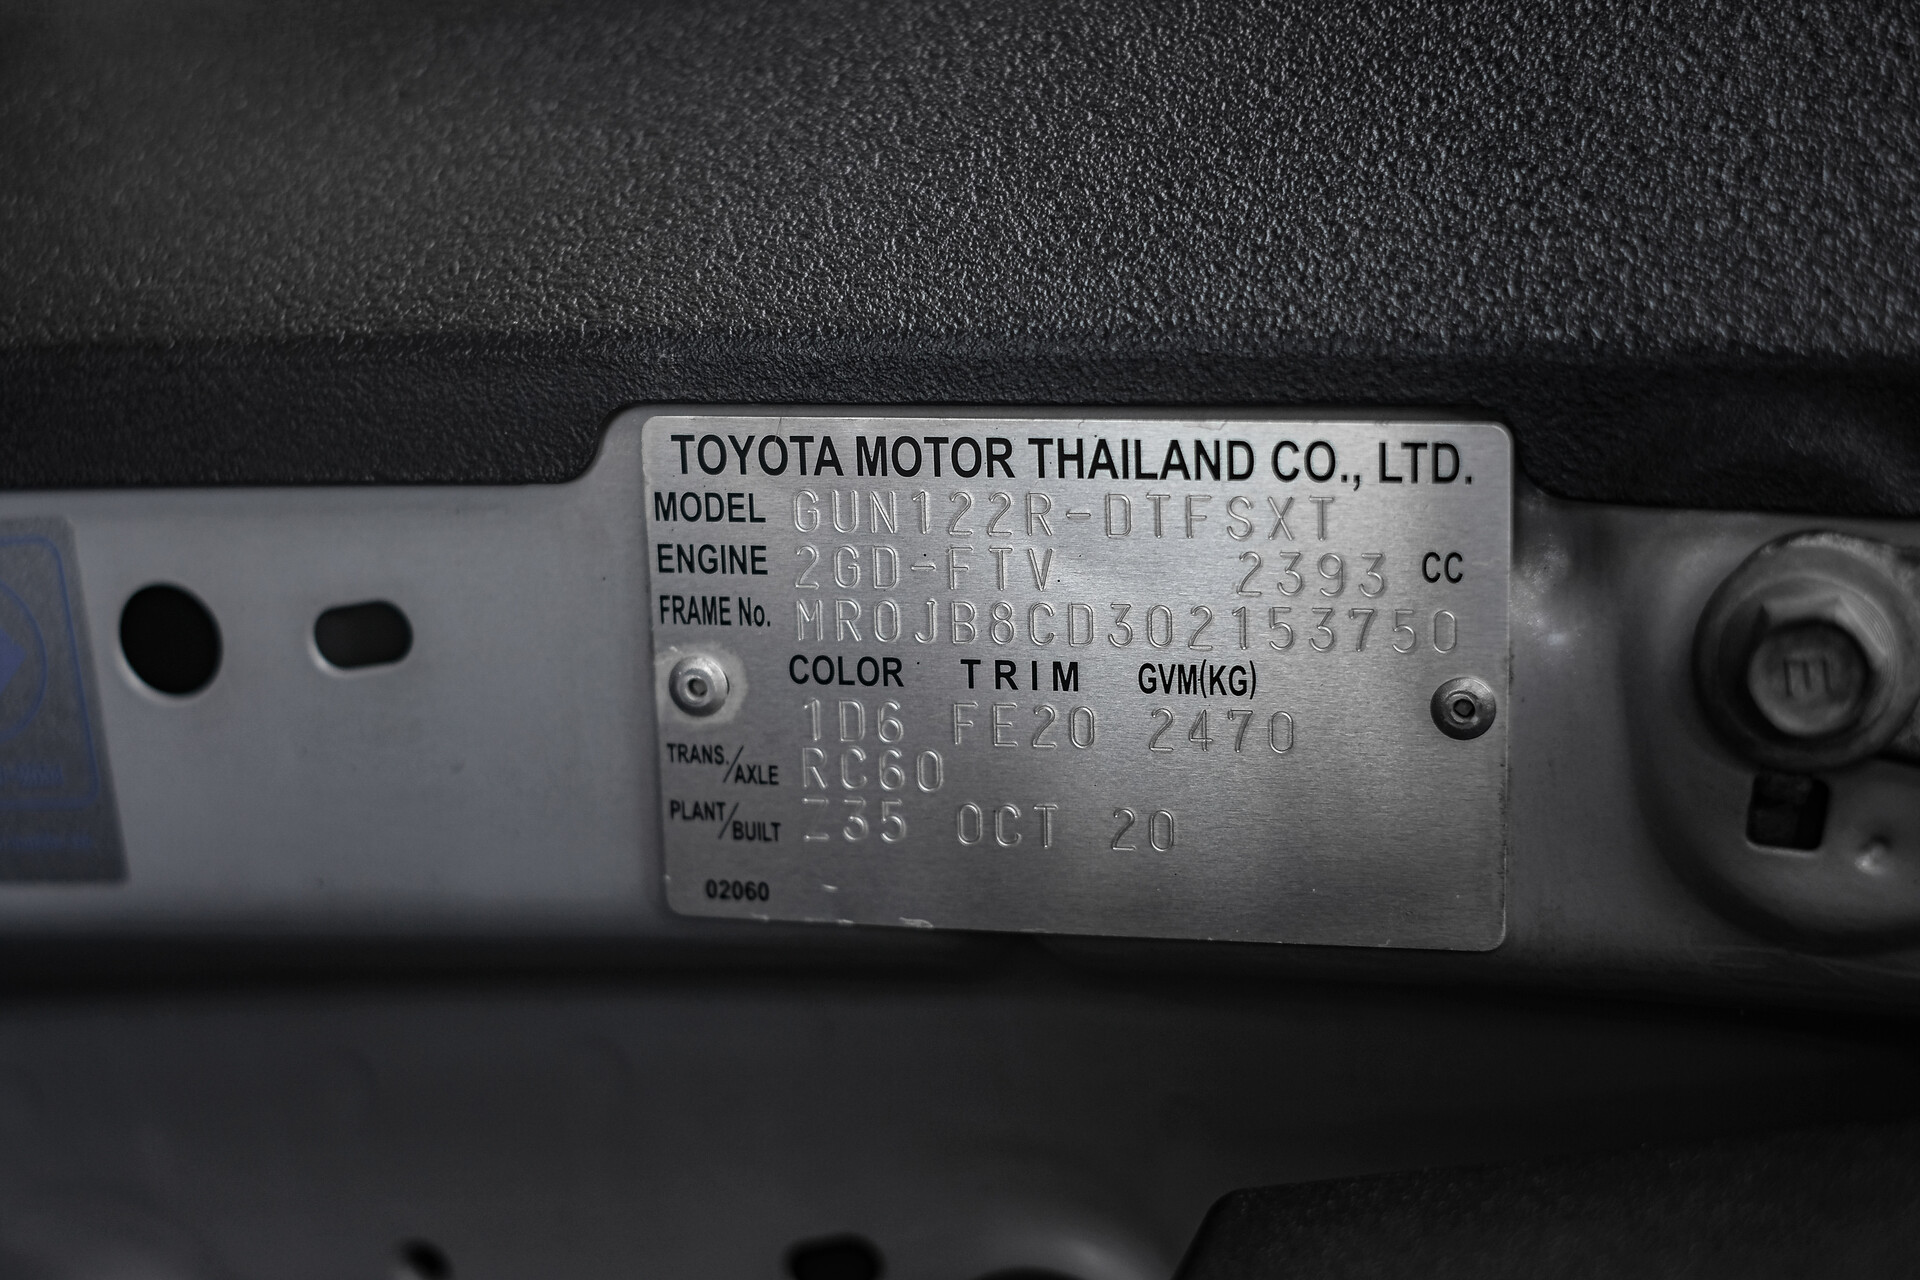 TOYOTA MOTOR THAILAND CO., LTD.
MODEL GUN122R-DTFSXT
ENGINE 2GD-FTV 2393 CC
FRAME No. MR0JB8CD302153750
COLOR TRIM GVM(KG)
1D6 FE20 2470
TRANS./AXLE RC60
PLANT/BUILT Z35 OCT 20
02060